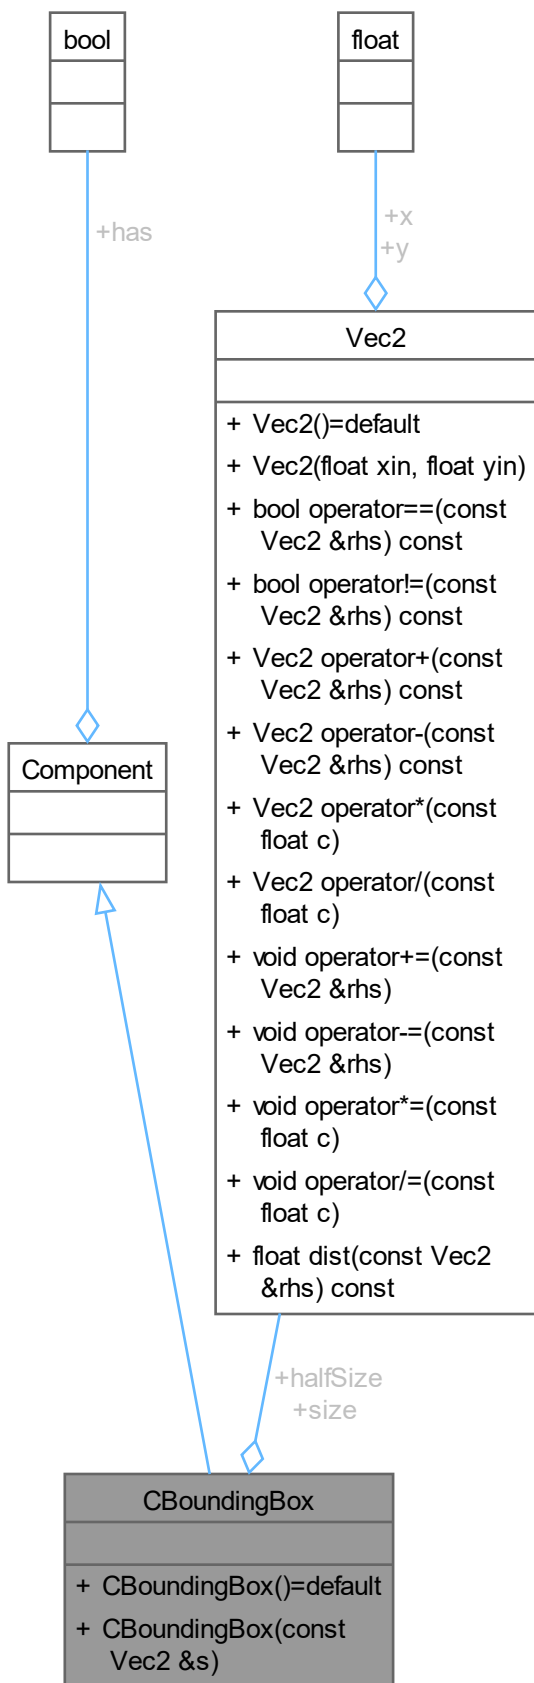 bool
float
+has
+x
+y
Vec2
+ Vec2()=default
+ Vec2(float xin, float yin)
+ bool operator==(const
Vec2 &rhs) const
+ bool operator!=(const
Vec2 &rhs) const
+ Vec2 operator+(const
Vec2 &rhs) const
+ Vec2 operator-(const
Vec2 &rhs) const
+ Vec2 operator*(const
float c)
+ Vec2 operator/(const
float c)
+ void operator+=(const
Vec2 &rhs)
+ void operator-=(const
Vec2 &rhs)
+ void operator*=(const
float c)
+ void operator/=(const
float c)
+ float dist(const Vec2
&rhs) const
Component
+halfSize
+size
CBoundingBox
+ CBoundingBox()=default
+ CBoundingBox(const
Vec2 &s)